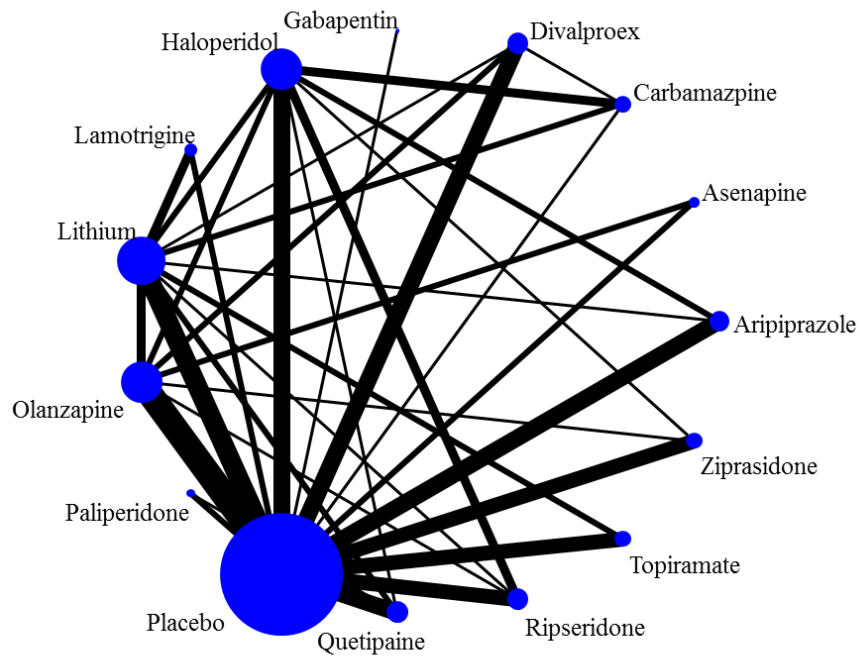 Gabapentin
Divalproex
Haloperidol
Carbamazpine
Lamotrigine
Asenapine
Lithium
Aripiprazole
Olanzapine
Ziprasidone
Paliperidone
Topiramate
Placebo
Quetipaine
Ripseridone